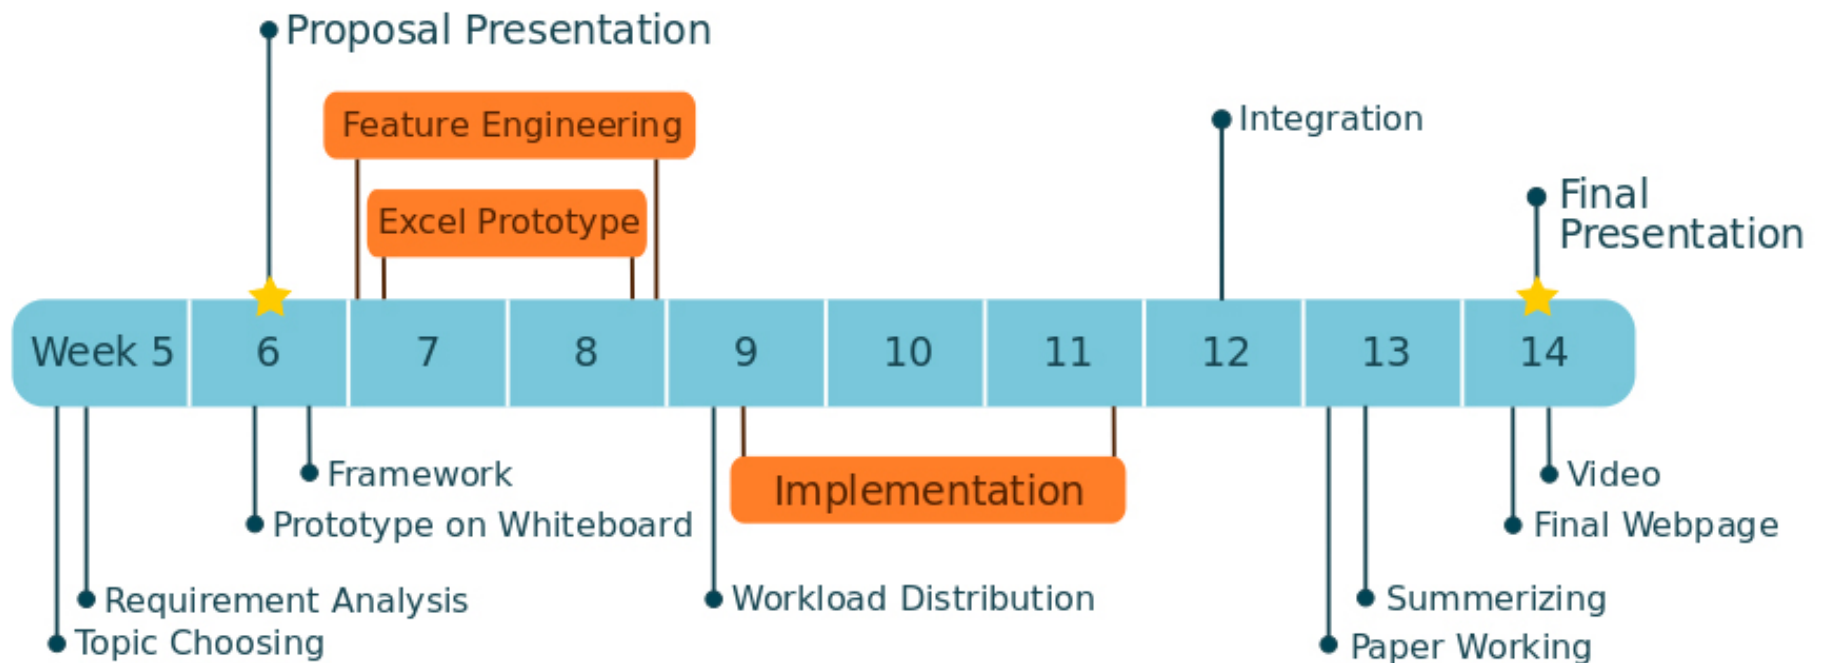 Proposal Presentation
Feature Engineering
Integration
Final
Presentation
Excel Prototype
Week 5 6 7 8 9 10 11 12 13 14
Framework
Video
Implementation
Prototype on Whiteboard
Final Webpage
Requirement Analysis
Workload Distribution
Summerizing
Topic Choosing
Paper Working